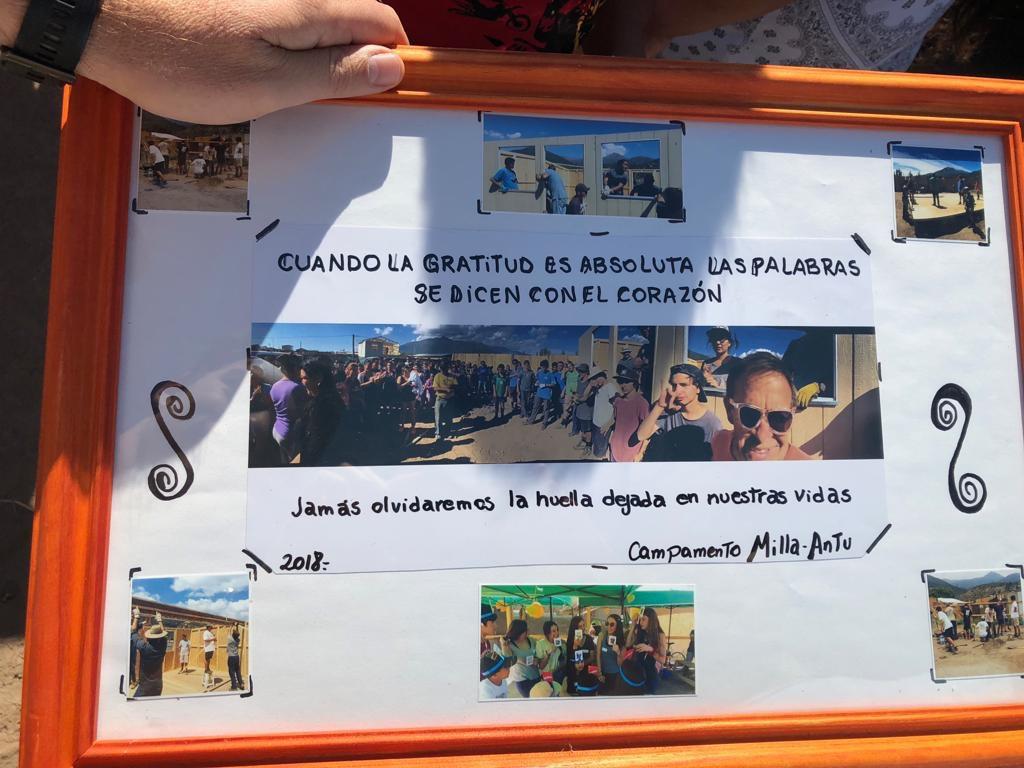 CUANDO LA GRATITUD ES ABSOLUTA LAS PALABRAS
SE DICEN CON EL CORAZÓN
Jamás olvidaremos la huella dejada en nuestras vidas
2018.-
Campamento Milla-Antu